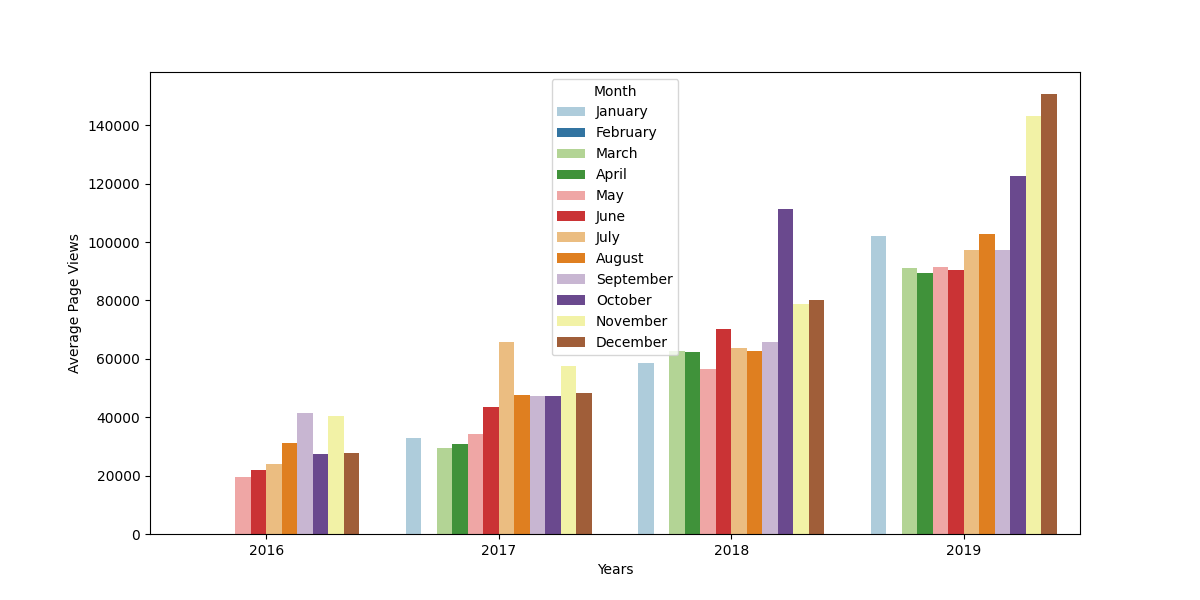 Month
January
February
March
April
May
June
July
August
September
October
November
December
Average Page Views
140000
120000
100000
80000
60000
40000
20000
0
2016 2017 2018 2019
Years